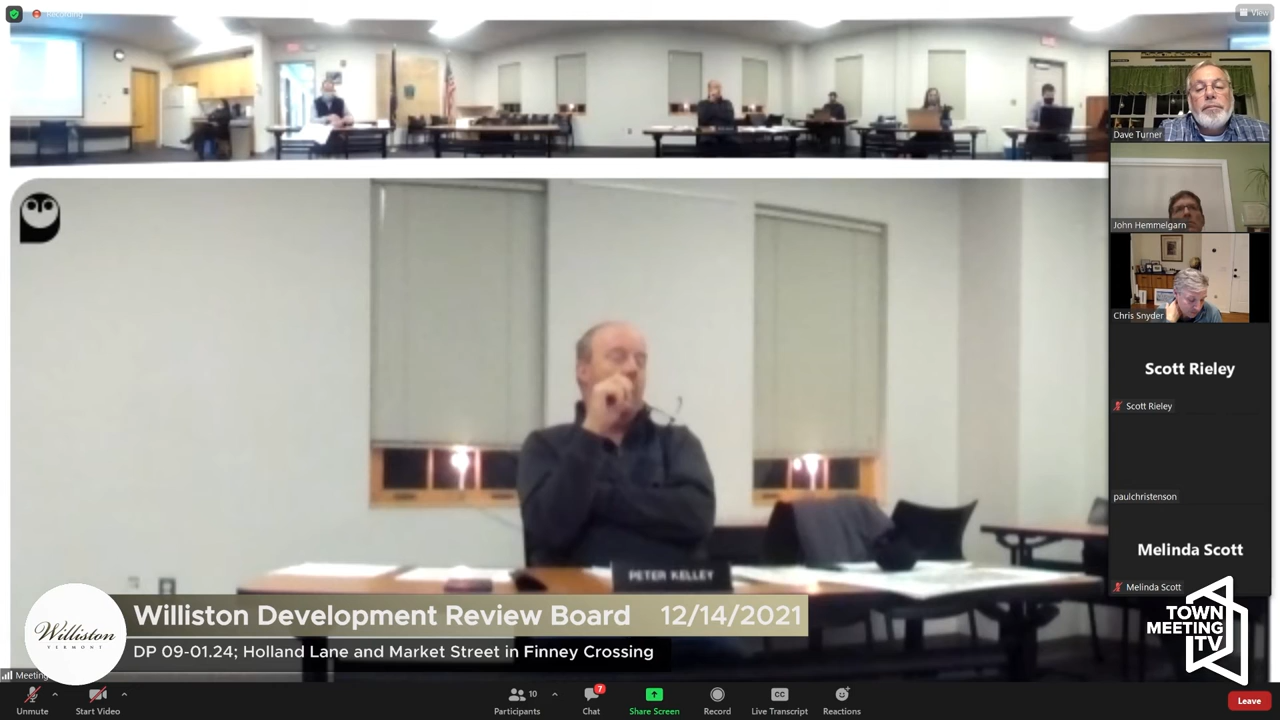 Recording
View
Dave Turner
John Hemmelgarn
Chris Snyder
Scott Rieley
Scott Rieley
paulchristenson
Melinda Scott
Melinda Scott
PETER KELLEY
Williston Development Review Board 12/14/2021
DP 09-01.24; Holland Lane and Market Street in Finney Crossing
Williston
VERMONT
TOWN
MEETING
TV
Meeting
Unmute
Start Video
10
Participants
7
Chat
Share Screen
Record
CC
Live Transcript
Reactions
Leave